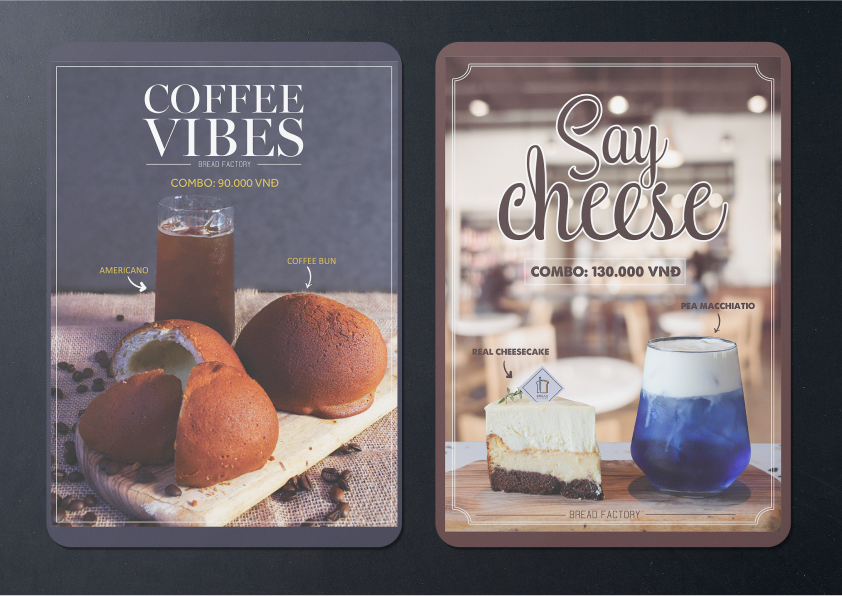 COFFEE
VIBES
BREAD FACTORY
COMBO: 90.000 VNĐ
AMERICANO
COFFEE BUN
Say
cheese
COMBO: 130.000 VNĐ
PEA MACCHIATIO
REAL CHEESECAKE
BREAD FACTORY